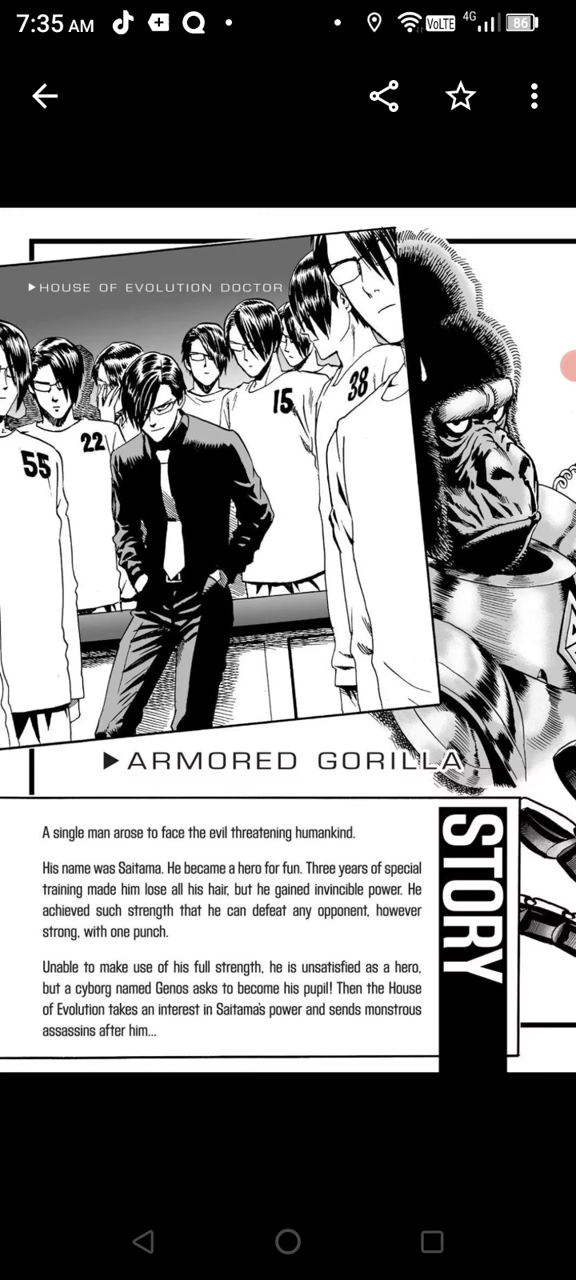 7:35 AM
VoLTE
4G
86
▶HOUSE OF EVOLUTION DOCTOR
55
22
15
38
▶ARMORED GORILLA
STORY
A single man arose to face the evil threatening humankind.
His name was Saitama. He became a hero for fun. Three years of special
training made him lose all his hair, but he gained invincible power. He
achieved such strength that he can defeat any opponent, however
strong, with one punch.
Unable to make use of his full strength, he is unsatisfied as a hero,
but a cyborg named Genos asks to become his pupil! Then the House
of Evolution takes an interest in Saitama's power and sends monstrous
assassins after him...